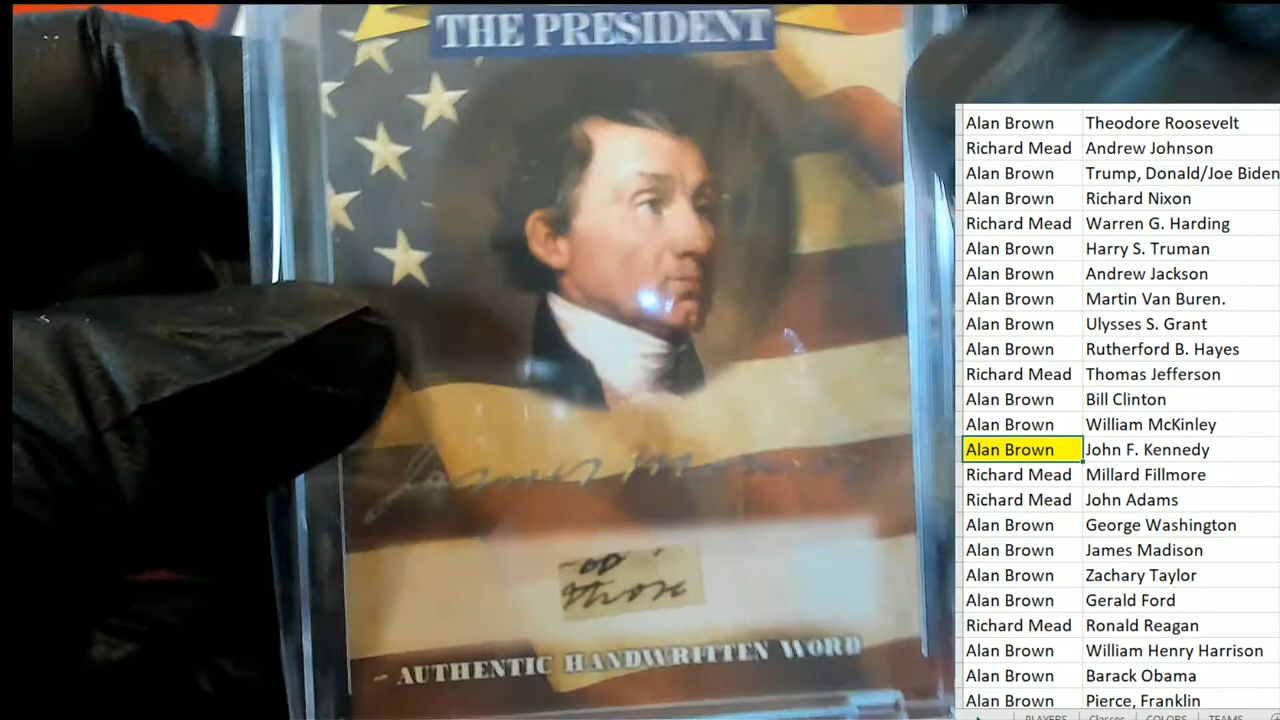 THE PRESIDENT
James Monroe
those
- AUTHENTIC HANDWRITTEN WORD
Alan Brown Theodore Roosevelt
Richard Mead Andrew Johnson
Alan Brown Trump, Donald/Joe Biden
Alan Brown Richard Nixon
Richard Mead Warren G. Harding
Alan Brown Harry S. Truman
Alan Brown Andrew Jackson
Alan Brown Martin Van Buren.
Alan Brown Ulysses S. Grant
Alan Brown Rutherford B. Hayes
Richard Mead Thomas Jefferson
Alan Brown Bill Clinton
Alan Brown William McKinley
Alan Brown John F. Kennedy
Richard Mead Millard Fillmore
Richard Mead John Adams
Alan Brown George Washington
Alan Brown James Madison
Alan Brown Zachary Taylor
Alan Brown Gerald Ford
Richard Mead Ronald Reagan
Alan Brown William Henry Harrison
Alan Brown Barack Obama
Alan Brown Pierce, Franklin
PLAYERS Classes COLORS TEAMS